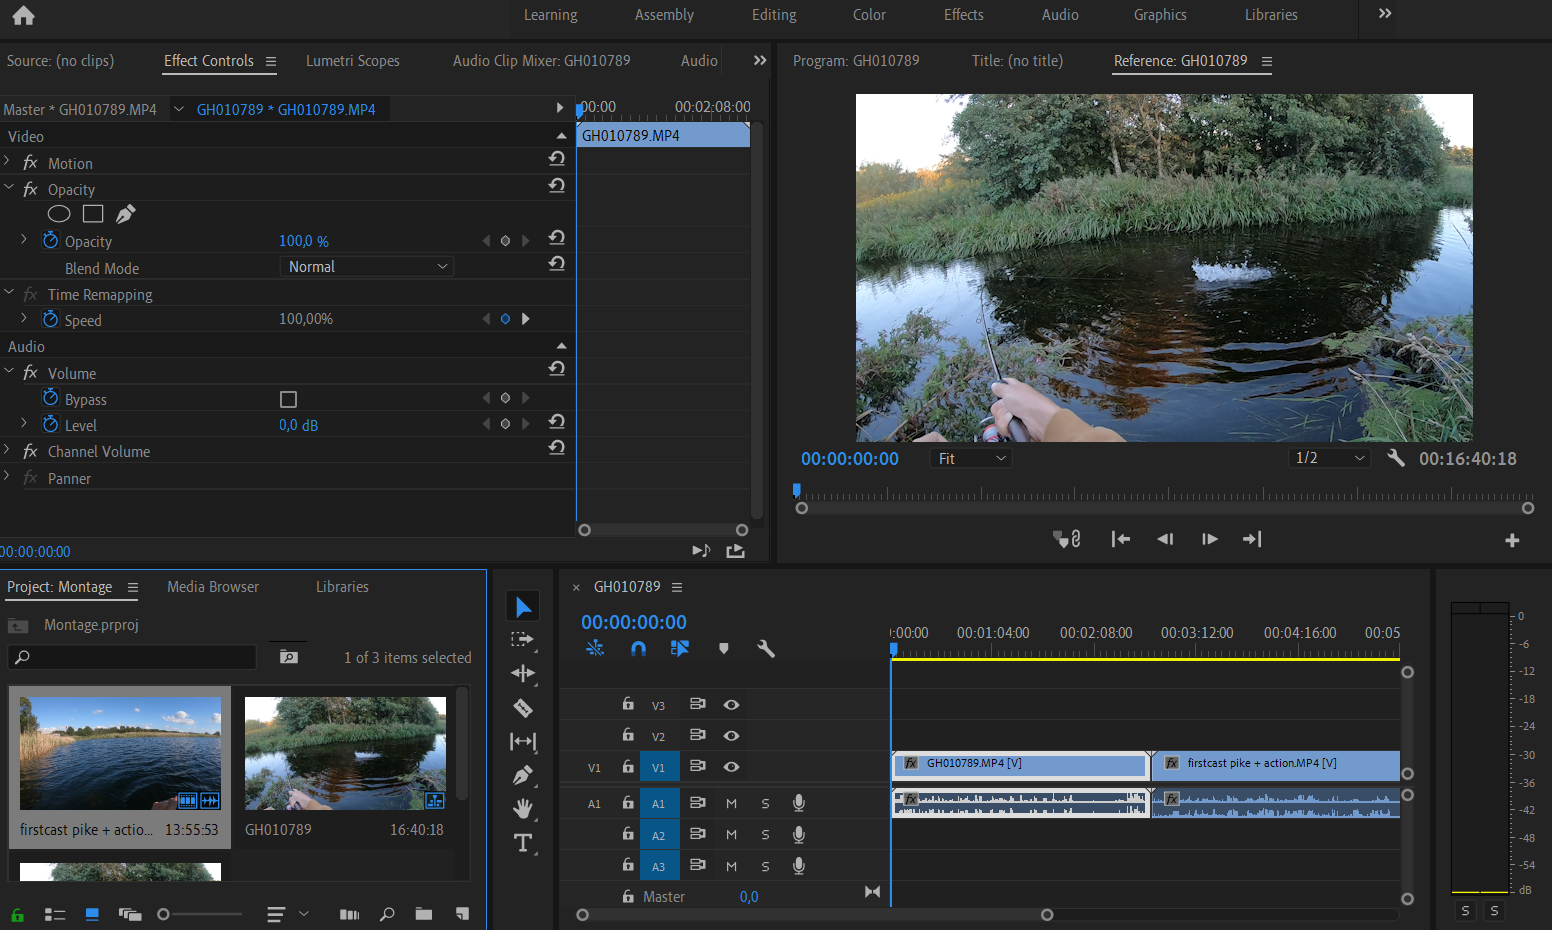 Learning Assembly Editing Color Effects Audio Graphics Libraries
Source: (no clips) Effect Controls Lumetri Scopes Audio Clip Mixer: GH010789 Audio
Program: GH010789 Title: (no title) Reference: GH010789
Master * GH010789.MP4 GH010789 * GH010789.MP4
:00:00 00:02:08:00
GH010789.MP4
Video
fx Motion
fx Opacity
Opacity 100,0 %
Blend Mode Normal
fx Time Remapping
Speed 100,00%
Audio
fx Volume
Bypass
Level 0,0 dB
fx Channel Volume
fx Panner
00:00:00:00
00:00:00:00 Fit 1/2 00:16:40:18
Project: Montage Media Browser Libraries
Montage.prproj
1 of 3 items selected
firstcast pike + actio... 13:55:53
GH010789 16:40:18
GH010789
00:00:00:00
:00:00 00:01:04:00 00:02:08:00 00:03:12:00 00:04:16:00 00:05
V3
V2
V1 V1 fx GH010789.MP4 [V] fx firstcast pike + action.MP4 [V]
A1 A1 M S fx fx
A2 M S
A3 M S
Master 0,0
T
0
-6
-12
-18
-24
-30
-36
-42
-48
-54
dB
S S